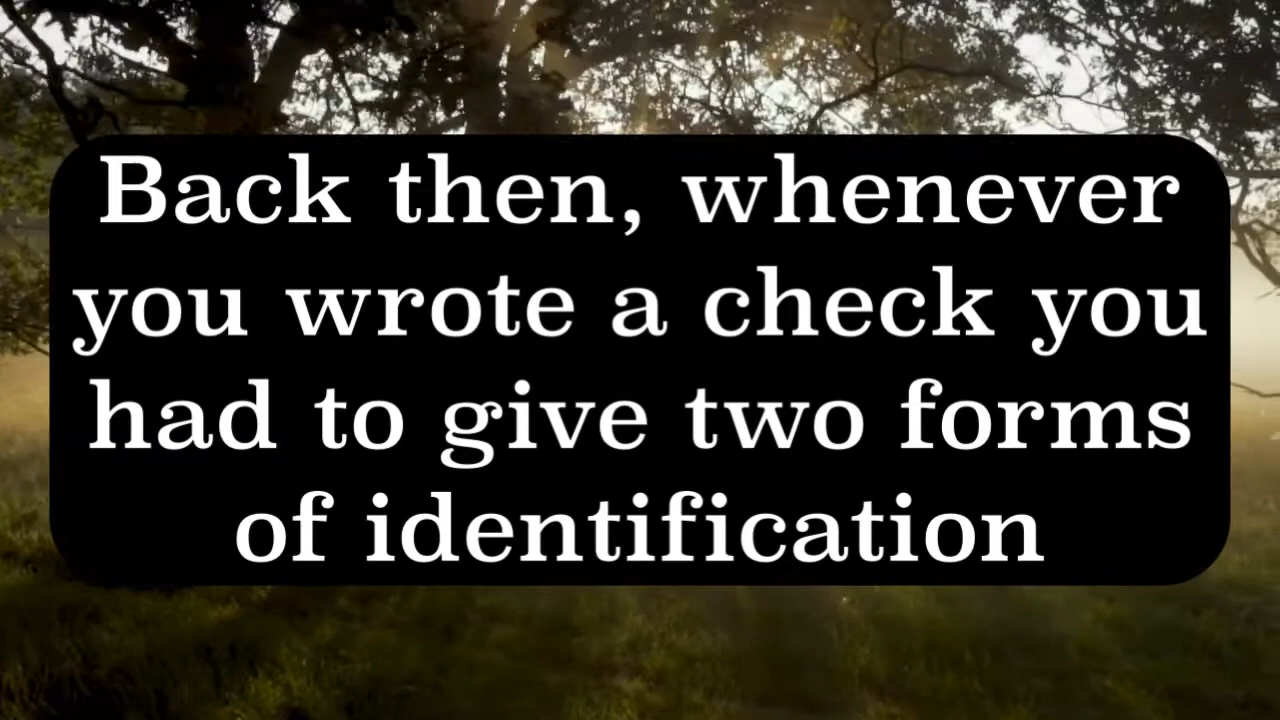 Back then, whenever
you wrote a check you
had to give two forms
of identification